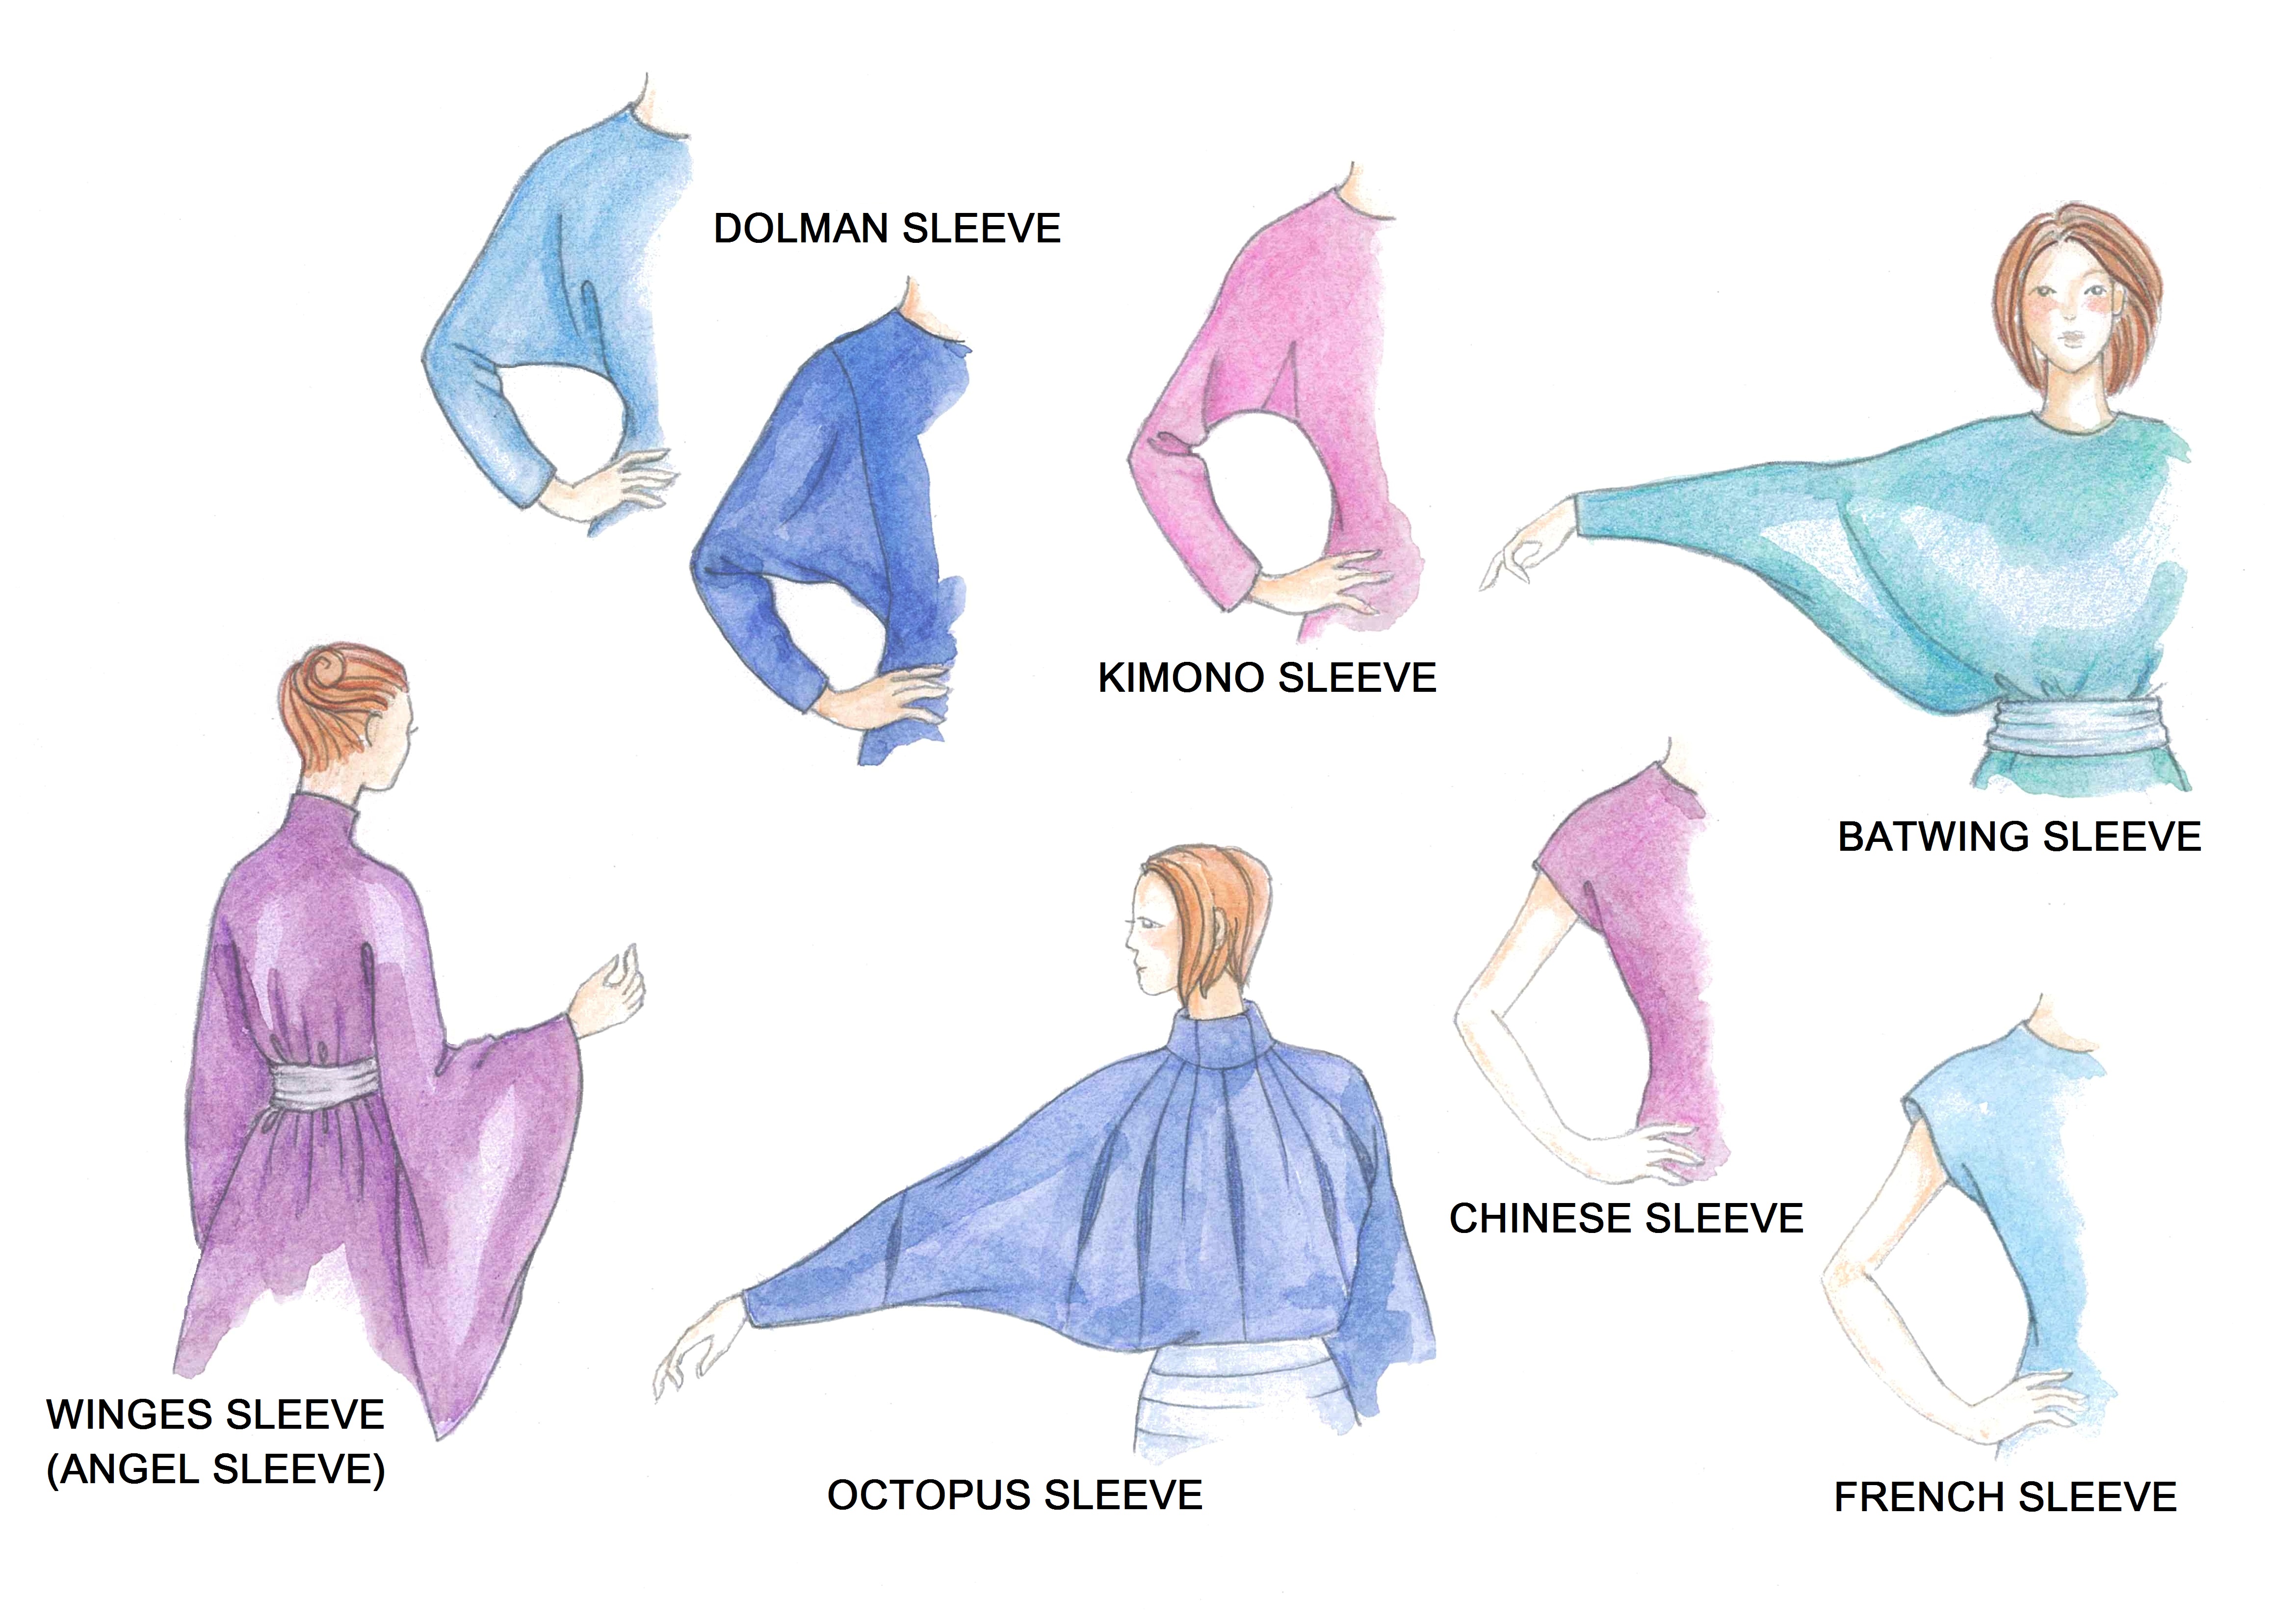 DOLMAN SLEEVE
KIMONO SLEEVE
BATWING SLEEVE
CHINESE SLEEVE
WINGES SLEEVE
(ANGEL SLEEVE)
OCTOPUS SLEEVE
FRENCH SLEEVE